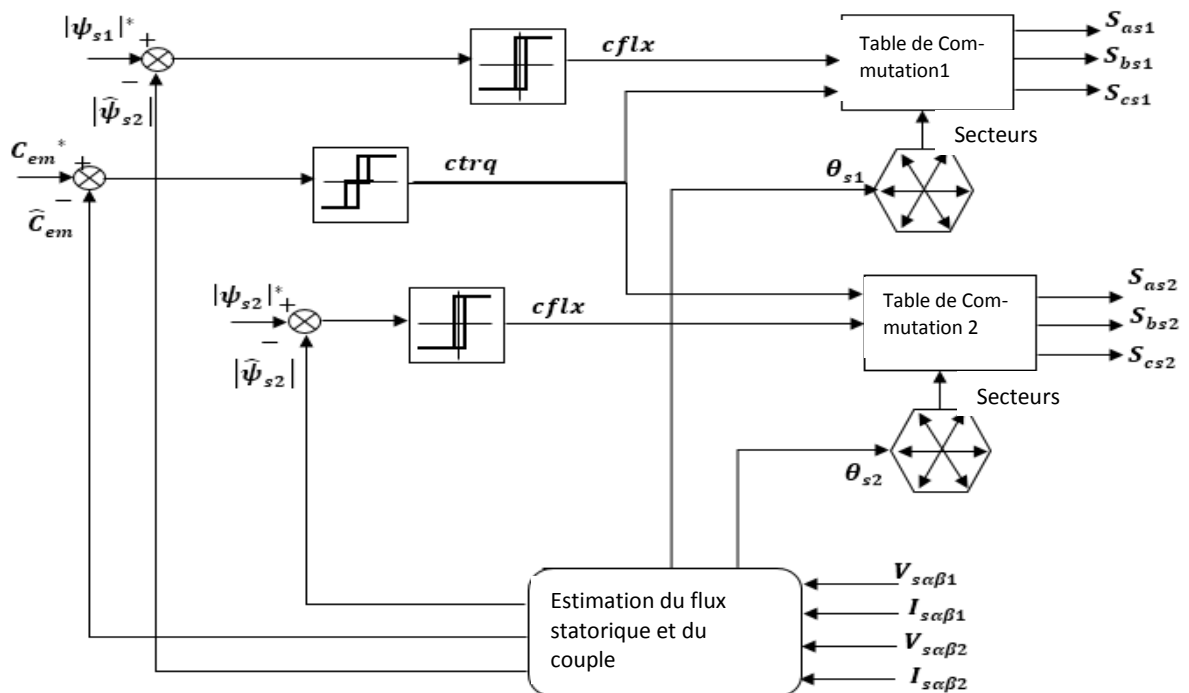 |ψs1|*
+
−
|ψ̂s2|
cflx
Table de Com-
mutation1
Sas1
Sbs1
Scs1
Secteurs
Cem*
+
−
Ĉem
ctrq
θs1
|ψs2|*
+
−
|ψ̂s2|
cflx
Table de Com-
mutation 2
Sas2
Sbs2
Scs2
Secteurs
θs2
Estimation du flux
statorique et du
couple
Vsαβ1
Isαβ1
Vsαβ2
Isαβ2